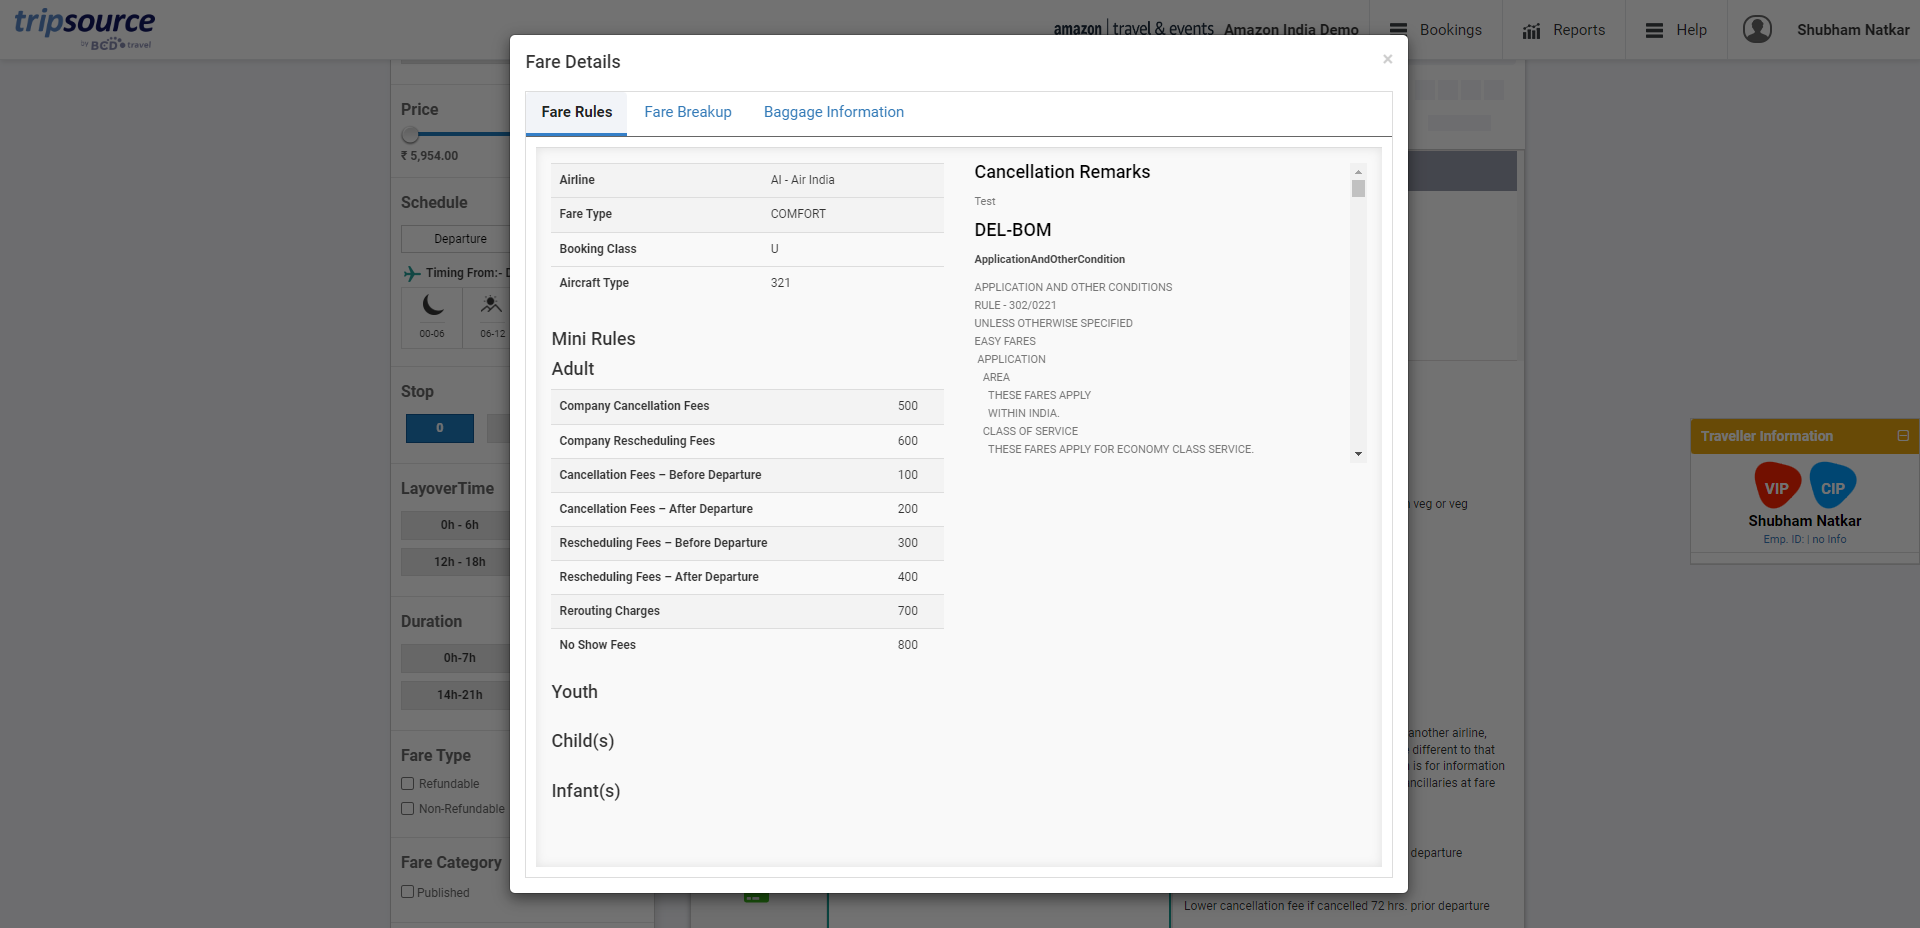 tripsource
by BCD travel
amazon | travel & events Amazon India Demo
Bookings
Reports
Help
Shubham Natkar
Price
₹ 5,954.00
Schedule
Departure
Timing From:- D
00-06
06-12
Stop
0
LayoverTime
0h - 6h
12h - 18h
Duration
0h-7h
14h-21h
Fare Type
Refundable
Non-Refundable
Fare Category
Published
Fare Details
×
Fare Rules
Fare Breakup
Baggage Information
Airline AI - Air India
Fare Type COMFORT
Booking Class U
Aircraft Type 321
Mini Rules
Adult
Company Cancellation Fees 500
Company Rescheduling Fees 600
Cancellation Fees – Before Departure 100
Cancellation Fees – After Departure 200
Rescheduling Fees – Before Departure 300
Rescheduling Fees – After Departure 400
Rerouting Charges 700
No Show Fees 800
Youth
Child(s)
Infant(s)
Cancellation Remarks
Test
DEL-BOM
ApplicationAndOtherCondition
APPLICATION AND OTHER CONDITIONS
RULE - 302/0221
UNLESS OTHERWISE SPECIFIED
EASY FARES
APPLICATION
AREA
THESE FARES APPLY
WITHIN INDIA.
CLASS OF SERVICE
THESE FARES APPLY FOR ECONOMY CLASS SERVICE.
veg or veg
another airline,
different to that
is for information
ncillaries at fare
departure
Lower cancellation fee if cancelled 72 hrs. prior departure
Traveller Information
VIP
CIP
Shubham Natkar
Emp. ID: | no Info